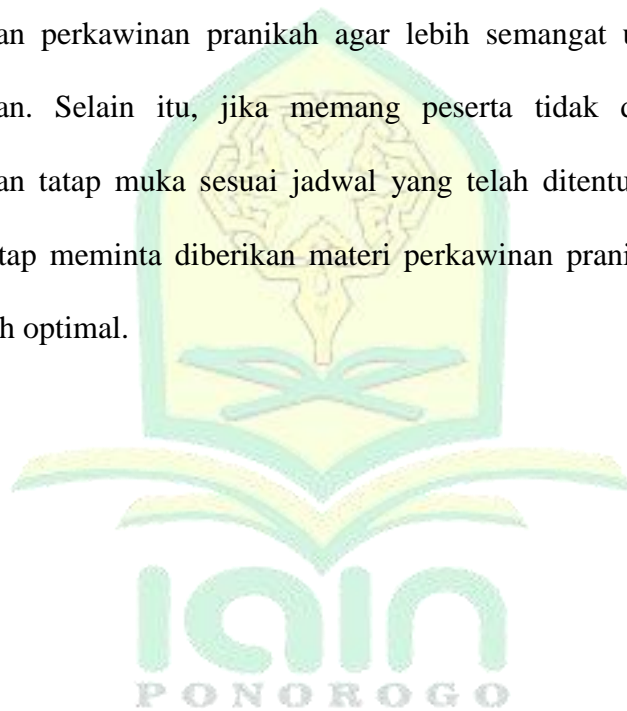 an perkawinan pranikah agar lebih semangat u
an. Selain itu, jika memang peserta tidak d
an tatap muka sesuai jadwal yang telah ditentu
tap meminta diberikan materi perkawinan prani
h optimal.
iain
PONOROGO